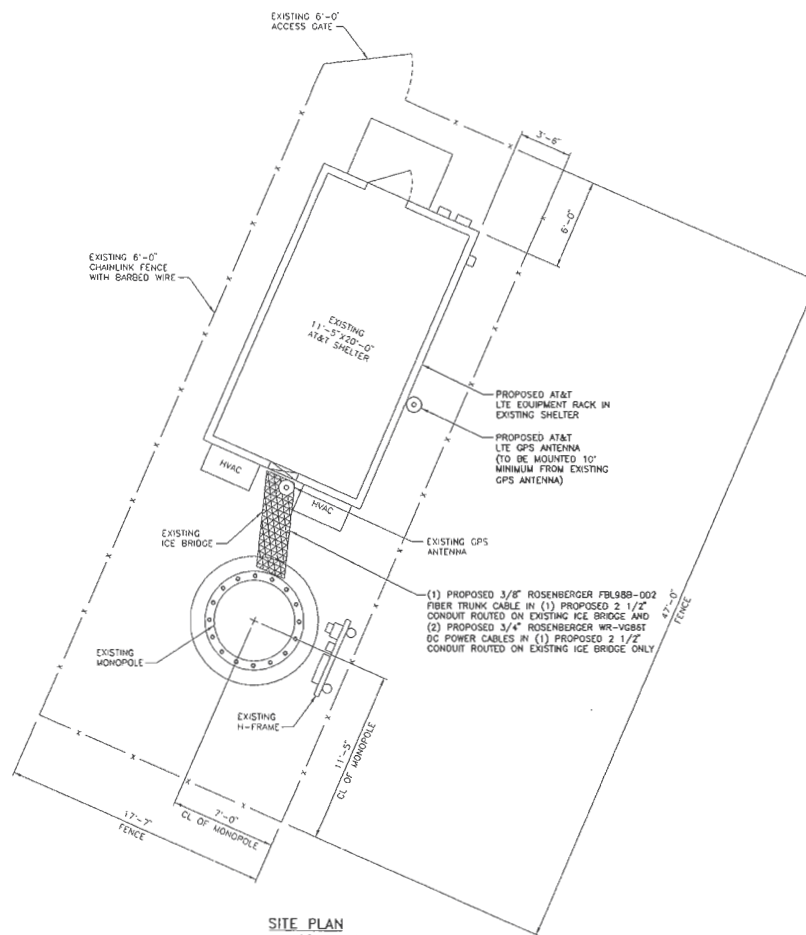 EXISTING 6'-0"
ACCESS GATE
3'-6"
6'-0"
EXISTING 6'-0"
CHAINLINK FENCE
WITH BARBED WIRE
EXISTING
11'-5"X20'-0"
AT&T SHELTER
PROPOSED AT&T
LTE EQUIPMENT RACK IN
EXISTING SHELTER
PROPOSED AT&T
LTE GPS ANTENNA
(TO BE MOUNTED 10'
MINIMUM FROM EXISTING
GPS ANTENNA)
HVAC
HVAC
EXISTING
ICE BRIDGE
EXISTING GPS
ANTENNA
(1) PROPOSED 3/8" ROSENBERGER FBL98B-002
FIBER TRUNK CABLE IN (1) PROPOSED 2 1/2"
CONDUIT ROUTED ON EXISTING ICE BRIDGE AND
(2) PROPOSED 3/4" ROSENBERGER WR-VG86T
DC POWER CABLES IN (1) PROPOSED 2 1/2"
CONDUIT ROUTED ON EXISTING ICE BRIDGE ONLY
47'-0"
FENCE
EXISTING
MONOPOLE
EXISTING
H-FRAME
11'-5"
CL OF MONOPOLE
7'-0"
CL OF MONOPOLE
17'-7"
FENCE
SITE PLAN